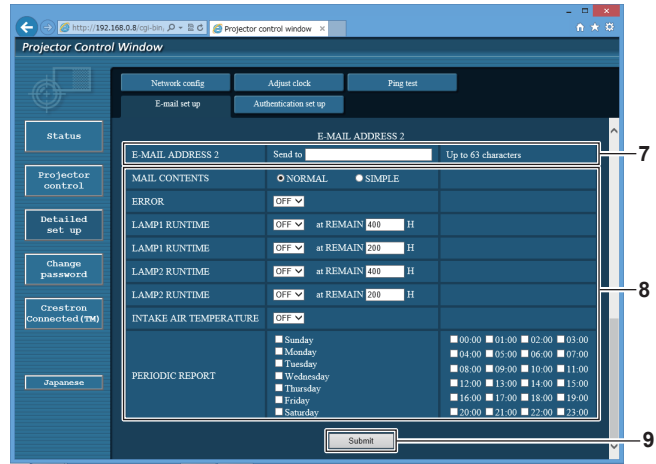 http://192.168.0.8/cgi-bin, Projector control window ×
Projector Control Window
Network config Adjust clock Ping test
E-mail set up Authentication set up
Status
Projector control
Detailed set up
Change password
Crestron Connected(TM)
Japanese
E-MAIL ADDRESS 2
E-MAIL ADDRESS 2 Send to Up to 63 characters
7
MAIL CONTENTS NORMAL SIMPLE
ERROR OFF
LAMP1 RUNTIME OFF at REMAIN 400 H
LAMP1 RUNTIME OFF at REMAIN 200 H
LAMP2 RUNTIME OFF at REMAIN 400 H
8
LAMP2 RUNTIME OFF at REMAIN 200 H
INTAKE AIR TEMPERATURE OFF
PERIODIC REPORT
Sunday
Monday
Tuesday
Wednesday
Thursday
Friday
Saturday
00:00 01:00 02:00 03:00
04:00 05:00 06:00 07:00
08:00 09:00 10:00 11:00
12:00 13:00 14:00 15:00
16:00 17:00 18:00 19:00
20:00 21:00 22:00 23:00
Submit
9